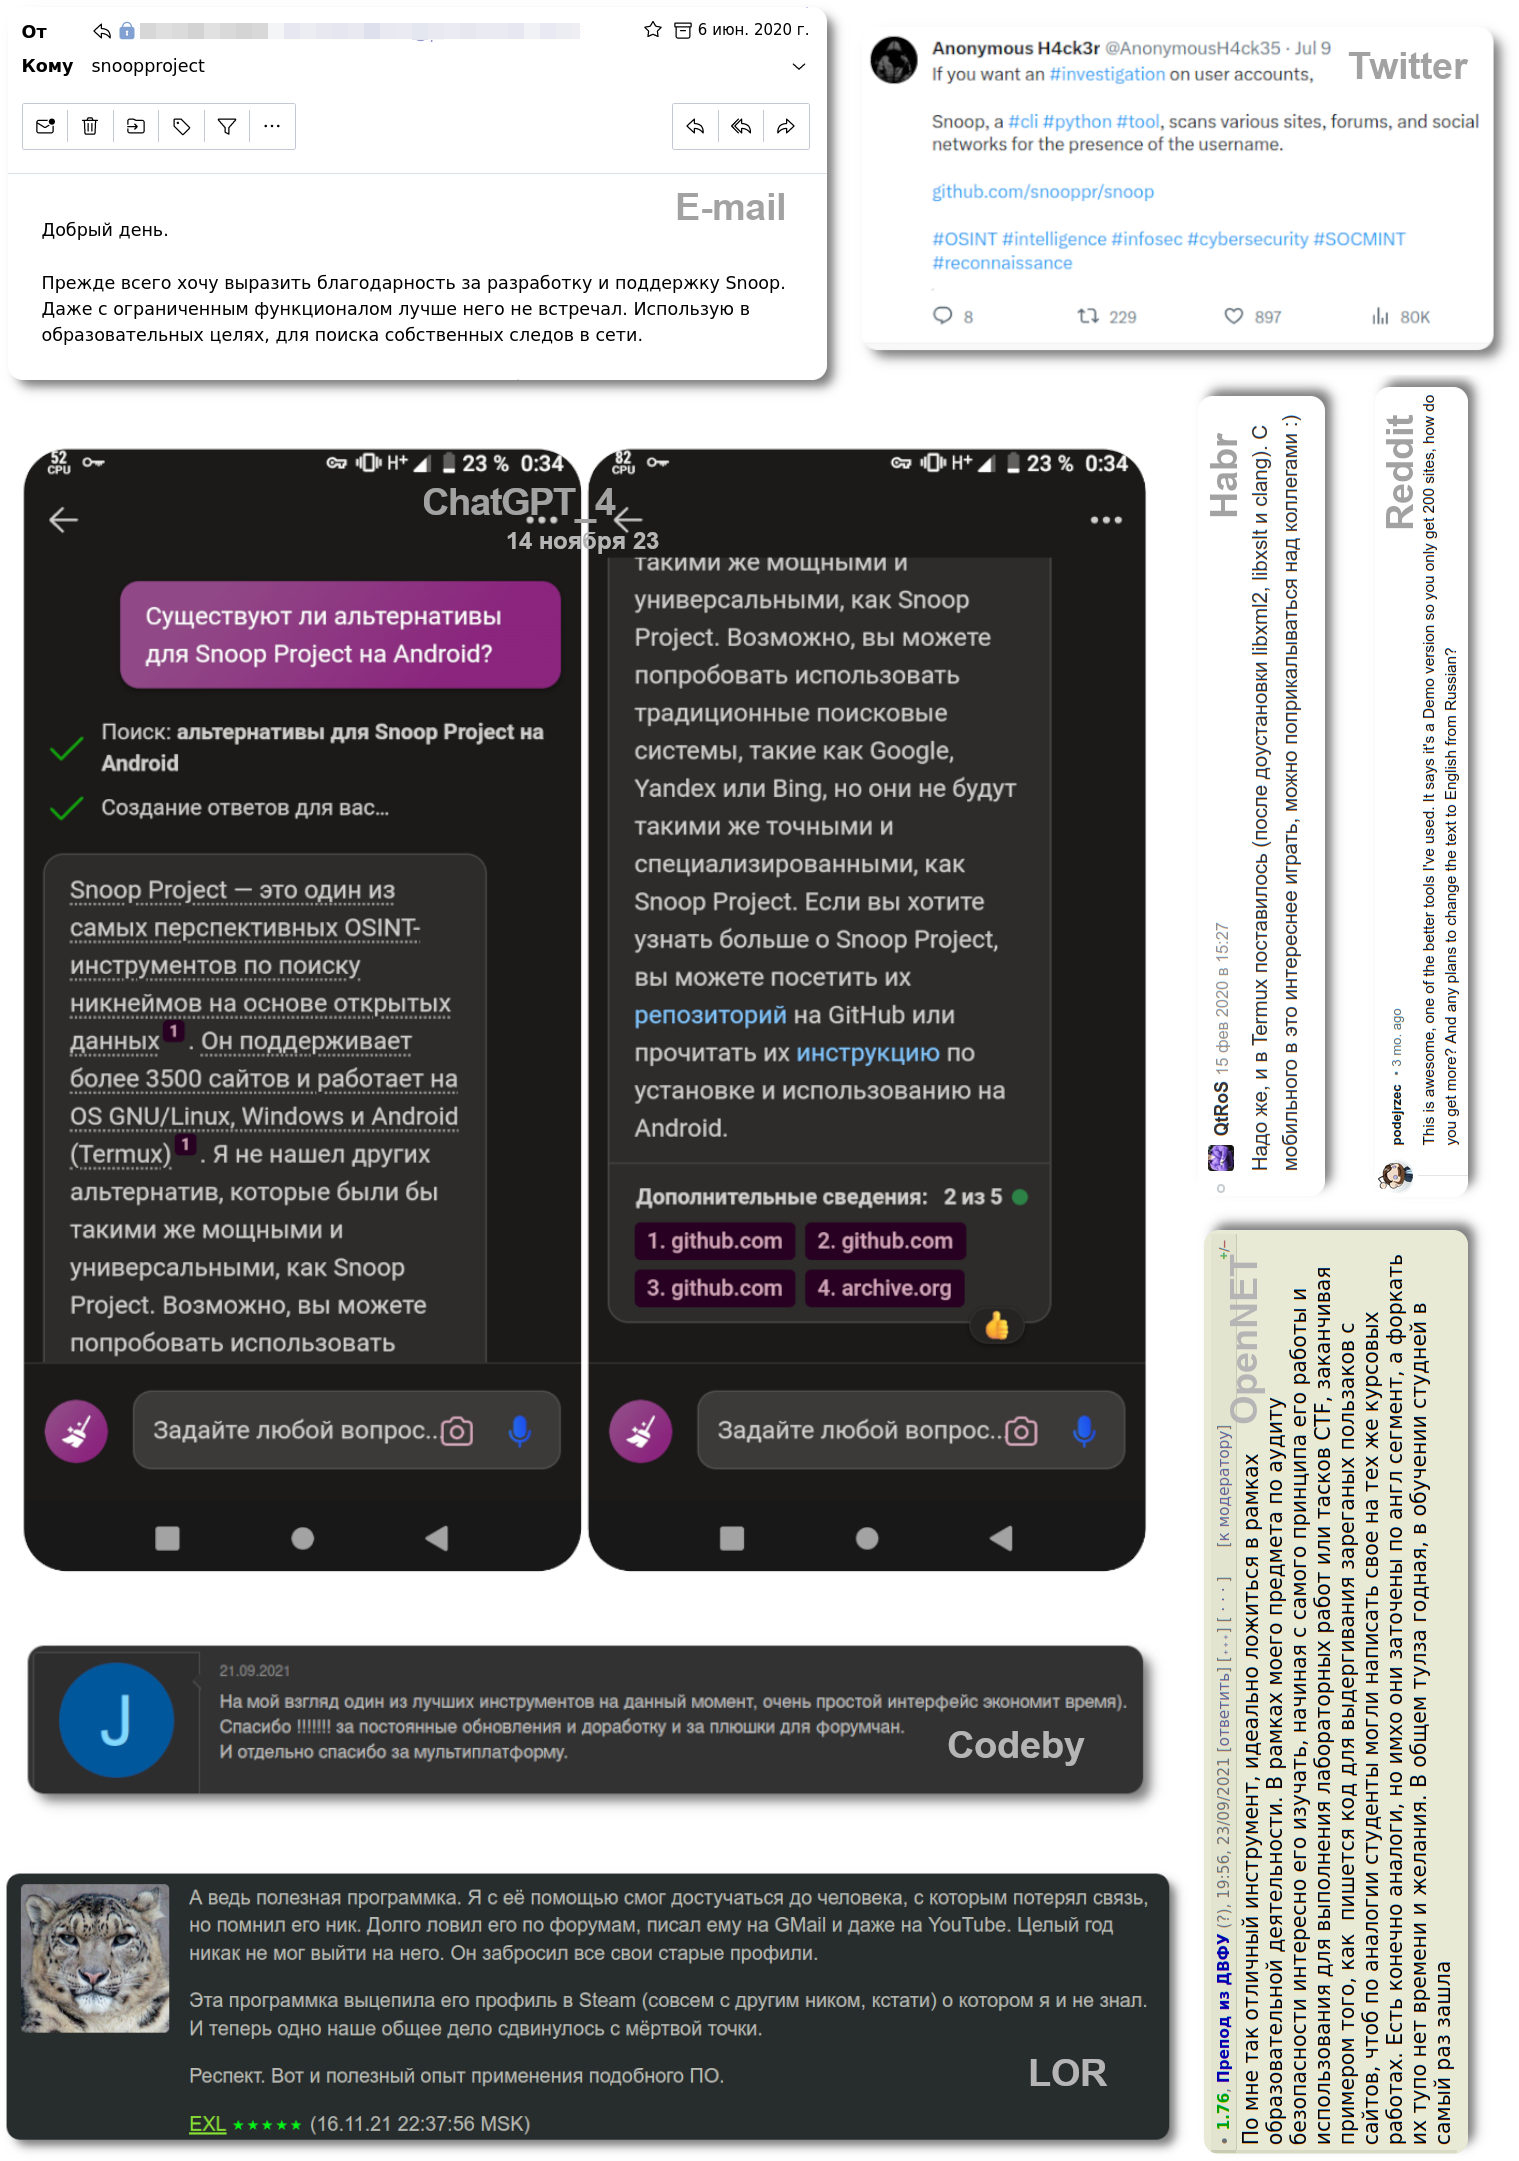 От
6 июн. 2020 г.
Кому snoopproject
E-mail
Добрый день.
Прежде всего хочу выразить благодарность за разработку и поддержку Snoop.
Даже с ограниченным функционалом лучше него не встречал. Использую в
образовательных целях, для поиска собственных следов в сети.
Anonymous H4ck3r @AnonymousH4ck35 · Jul 9
Twitter
If you want an #investigation on user accounts,
Snoop, a #cli #python #tool, scans various sites, forums, and social
networks for the presence of the username.
github.com/snooppr/snoop
#OSINT #intelligence #infosec #cybersecurity #SOCMINT
#reconnaissance
8 229 897 80K
52 CPU H+ 23 % 0:34
ChatGPT_4
14 ноября 23
Существуют ли альтернативы
для Snoop Project на Android?
Поиск: альтернативы для Snoop Project на
Android
Создание ответов для вас...
Snoop Project — это один из
самых перспективных OSINT-
инструментов по поиску
никнеймов на основе открытых
данных 1 . Он поддерживает
более 3500 сайтов и работает на
OS GNU/Linux, Windows и Android
(Termux) 1 . Я не нашел других
альтернатив, которые были бы
такими же мощными и
универсальными, как Snoop
Project. Возможно, вы можете
попробовать использовать
Задайте любой вопрос...
82 CPU H+ 23 % 0:34
такими же мощными и
универсальными, как Snoop
Project. Возможно, вы можете
попробовать использовать
традиционные поисковые
системы, такие как Google,
Yandex или Bing, но они не будут
такими же точными и
специализированными, как
Snoop Project. Если вы хотите
узнать больше о Snoop Project,
вы можете посетить их
репозиторий на GitHub или
прочитать их инструкцию по
установке и использованию на
Android.
Дополнительные сведения: 2 из 5
1. github.com 2. github.com
3. github.com 4. archive.org
Задайте любой вопрос...
Habr
QtRoS 15 фев 2020 в 15:27
Надо же, и в Termux поставилось (после доустановки libxml2, libxslt и clang). С
мобильного в это интереснее играть, можно поприкалываться над коллегами :)
Reddit
podejrzec • 3 mo. ago
This is awesome, one of the better tools I've used. It says it's a Demo version so you only get 200 sites, how do
you get more? And any plans to change the text to English from Russian?
OpenNET
• 1.76, Препод из ДВФУ (?), 19:56, 23/09/2021 [ответить] [﹢﹢﹢] [ · · · ] [к модератору] +/–
По мне так отличный инструмент, идеально ложиться в рамках
образовательной деятельности. В рамках моего предмета по аудиту
безопасности интересно его изучать, начиная с самого принципа его работы и
использования для выполнения лабораторных работ или тасков CTF, заканчивая
примером того, как пишется код для выдергивания зареганых пользаков с
сайтов, чтоб по аналогии студенты могли написать свое на тех же курсовых
работах. Есть конечно аналоги, но имхо они заточены по англ сегмент, а форкать
их тупо нет времени и желания. В общем тулза годная, в обучении студней в
самый раз зашла
J
21.09.2021
На мой взгляд один из лучших инструментов на данный момент, очень простой интерфейс экономит время).
Спасибо !!!!!!! за постоянные обновления и доработку и за плюшки для форумчан.
И отдельно спасибо за мультиплатформу.
Codeby
А ведь полезная программка. Я с её помощью смог достучаться до человека, с которым потерял связь,
но помнил его ник. Долго ловил его по форумам, писал ему на GMail и даже на YouTube. Целый год
никак не мог выйти на него. Он забросил все свои старые профили.
Эта программка выцепила его профиль в Steam (совсем с другим ником, кстати) о котором я и не знал.
И теперь одно наше общее дело сдвинулось с мёртвой точки.
Респект. Вот и полезный опыт применения подобного ПО.
LOR
EXL ★★★★★ (16.11.21 22:37:56 MSK)